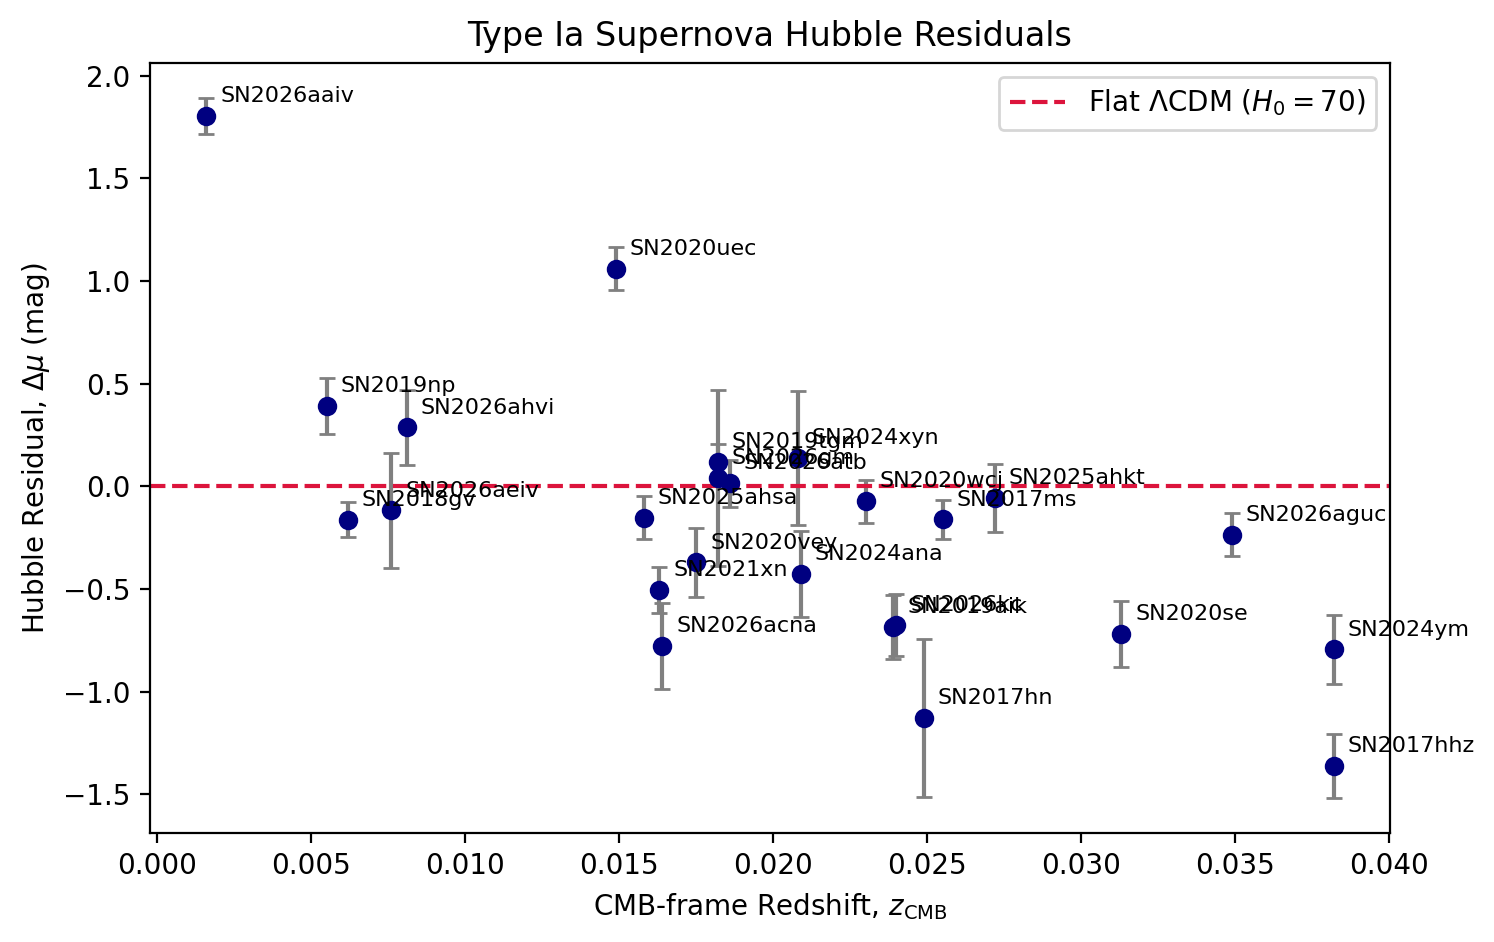 Type Ia Supernova Hubble Residuals
Flat ΛCDM (H₀ = 70)
Hubble Residual, Δμ (mag)
2.0
1.5
1.0
0.5
0.0
−0.5
−1.0
−1.5
SN2026aaiv
SN2020uec
SN2019np
SN2026ahvi
SN2024xyn
SN2019tgm
SN2025ahkt
SN2020wcj
SN2026aeiv
SN2018gv
SN2025ahsa
SN2017ms
SN2026aguc
SN2020vey
SN2024ana
SN2021xn
SN2019aik
SN2020se
SN2026acna
SN2024ym
SN2017hn
SN2017hhz
0.000
0.005
0.010
0.015
0.020
0.025
0.030
0.035
0.040
CMB-frame Redshift, z_CMB